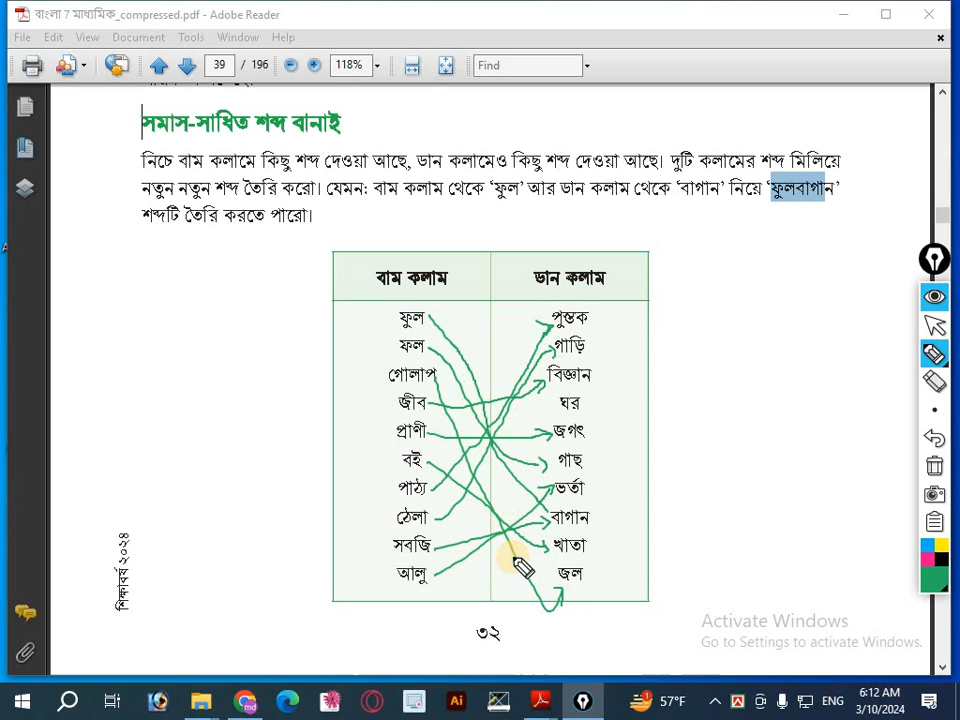 বাংলা 7 মাধ্যমিক_compressed.pdf - Adobe Reader
File Edit View Document Tools Window Help
39 / 196 118% Find
সমাস-সাধিত শব্দ বানাই
নিচে বাম কলামে কিছু শব্দ দেওয়া আছে, ডান কলামেও কিছু শব্দ দেওয়া আছে। দুটি কলামের শব্দ মিলিয়ে
নতুন নতুন শব্দ তৈরি করো। যেমন: বাম কলাম থেকে ‘ফুল’ আর ডান কলাম থেকে ‘বাগান’ নিয়ে ‘ফুলবাগান’
শব্দটি তৈরি করতে পারো।
বাম কলাম ডান কলাম
ফুল পুস্তক
ফল গাড়ি
গোলাপ বিজ্ঞান
জীব ঘর
প্রাণী জগৎ
বই গাছ
পাঠ্য ভর্তা
ঠেলা বাগান
সবজি খাতা
আলু জল
শিক্ষাবর্ষ ২০২৪
৩২
Activate Windows
Go to Settings to activate Windows.
Ai
57°F
ENG
6:12 AM
3/10/2024